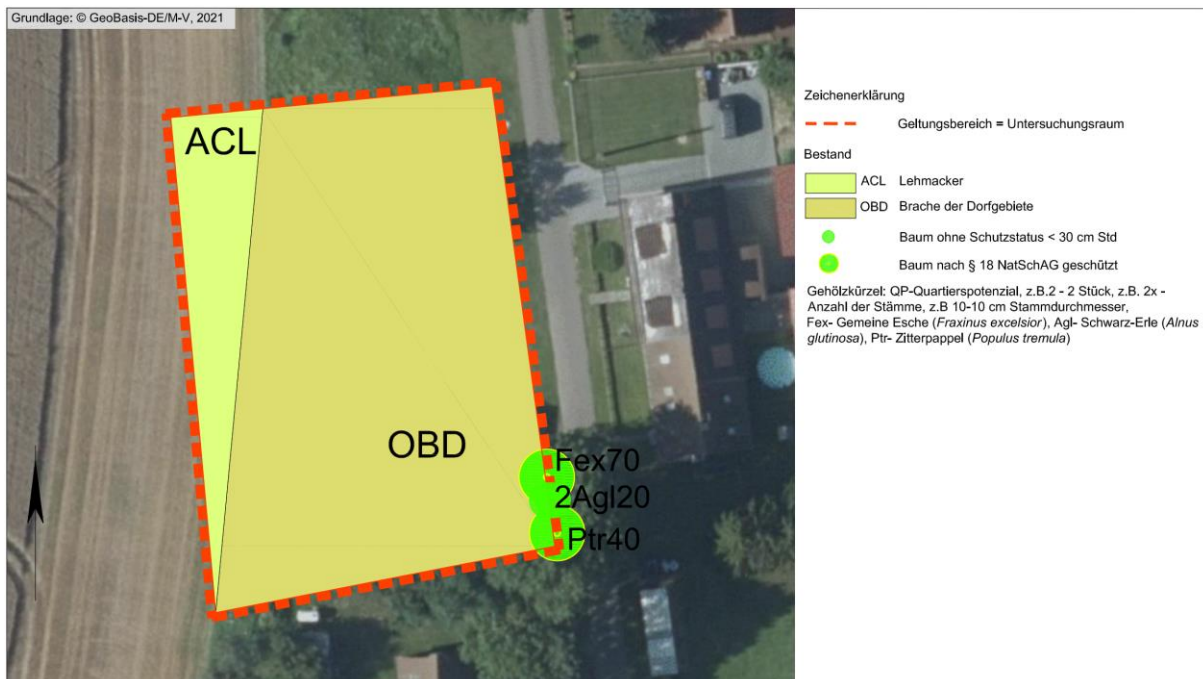 Grundlage: © GeoBasis-DE/M-V, 2021
ACL
OBD
Fex70
2Agl20
Ptr40
Zeichenerklärung
Geltungsbereich = Untersuchungsraum
Bestand
ACL Lehmacker
OBD Brache der Dorfgebiete
Baum ohne Schutzstatus < 30 cm Std
Baum nach § 18 NatSchAG geschützt
Gehölzkürzel: QP-Quartierspotenzial, z.B.2 - 2 Stück, z.B. 2x -
Anzahl der Stämme, z.B 10-10 cm Stammdurchmesser,
Fex- Gemeine Esche (Fraxinus excelsior), Agl- Schwarz-Erle (Alnus
glutinosa), Ptr- Zitterpappel (Populus tremula)